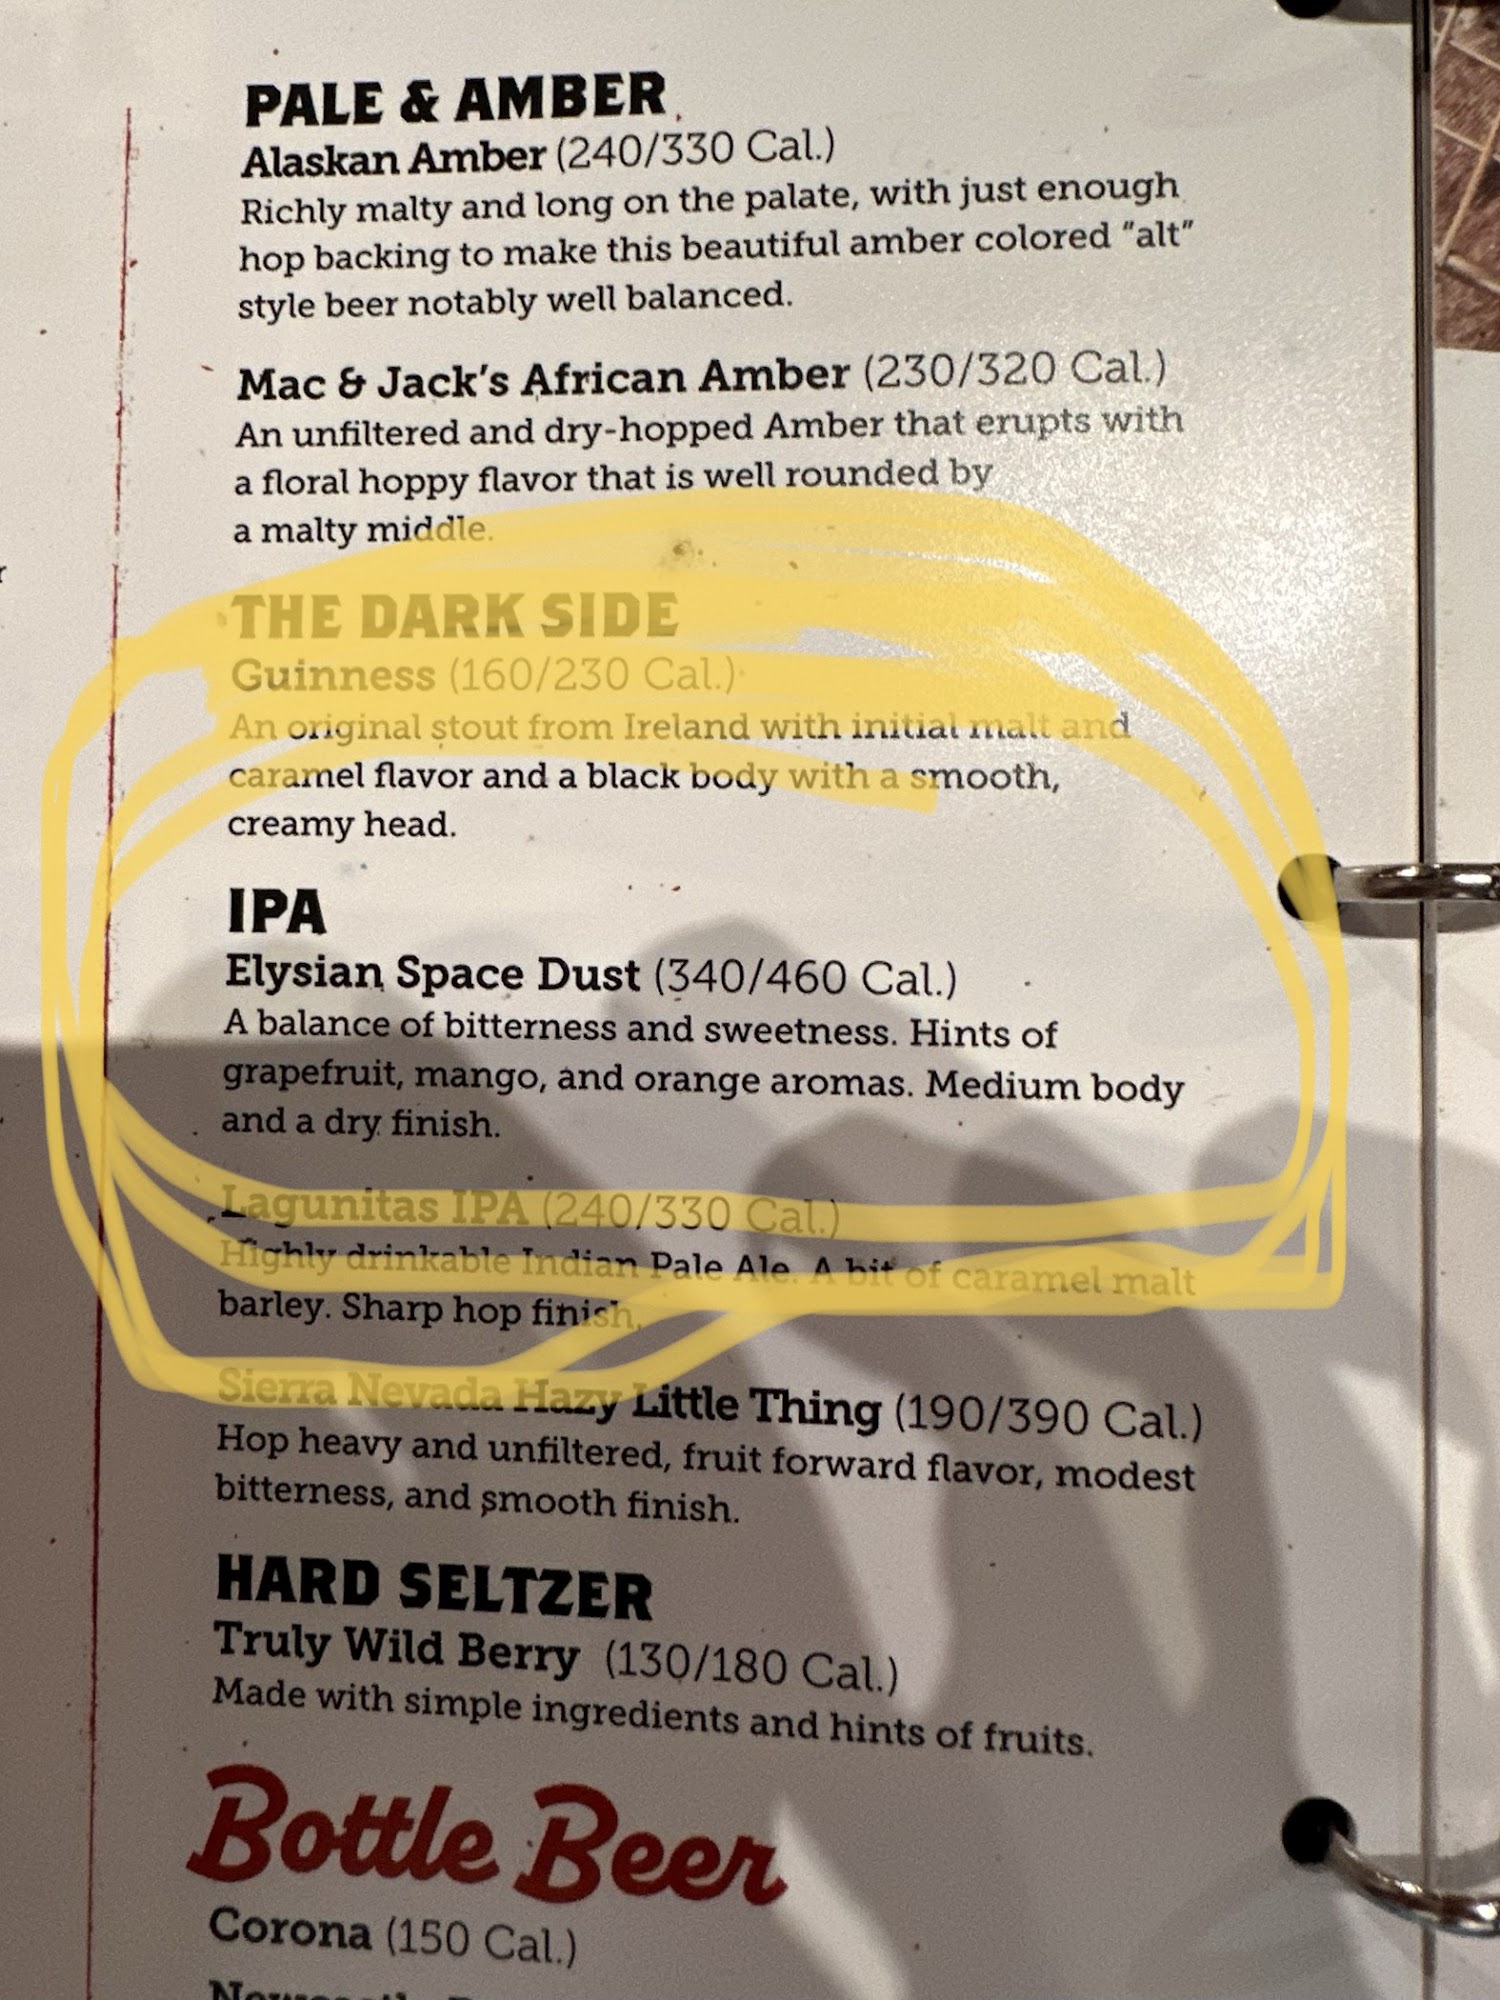 PALE & AMBER
Alaskan Amber (240/330 Cal.)
Richly malty and long on the palate, with just enough
hop backing to make this beautiful amber colored "alt"
style beer notably well balanced.
Mac & Jack's African Amber (230/320 Cal.)
An unfiltered and dry-hopped Amber that erupts with
a floral hoppy flavor that is well rounded by
a malty middle.
THE DARK SIDE
Guinness (160/230 Cal.)
An original stout from Ireland with initial malt and
caramel flavor and a black body with a smooth,
creamy head.
IPA
Elysian Space Dust (340/460 Cal.)
A balance of bitterness and sweetness. Hints of
grapefruit, mango, and orange aromas. Medium body
and a dry finish.
Lagunitas IPA (240/330 Cal.)
Highly drinkable Indian Pale Ale. A bit of caramel malt
barley. Sharp hop finish.
Sierra Nevada Hazy Little Thing (190/390 Cal.)
Hop heavy and unfiltered, fruit forward flavor, modest
bitterness, and smooth finish.
HARD SELTZER
Truly Wild Berry (130/180 Cal.)
Made with simple ingredients and hints of fruits.
Bottle Beer
Corona (150 Cal.)